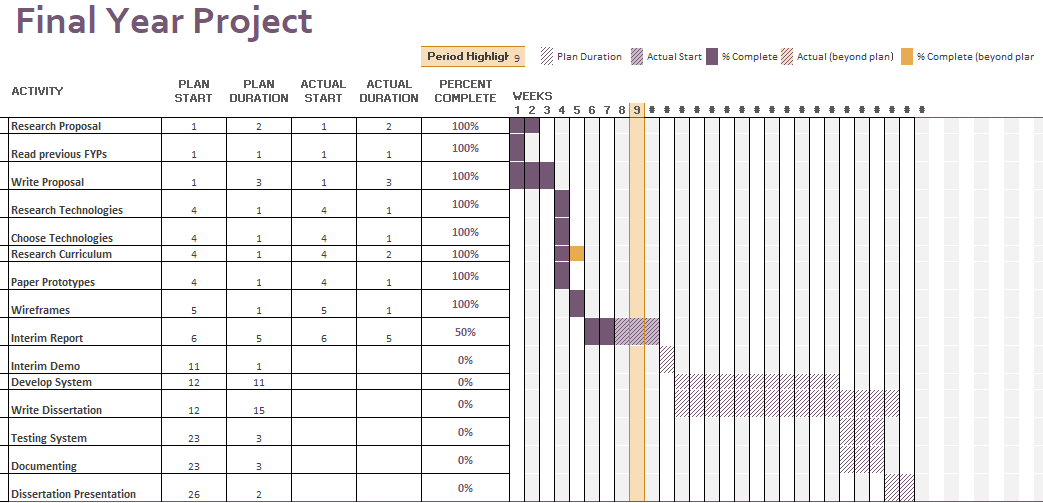 Final Year Project
Period Highligh 9 Plan Duration Actual Start % Complete Actual (beyond plan) % Complete (beyond plan
ACTIVITY PLAN START PLAN DURATION ACTUAL START ACTUAL DURATION PERCENT COMPLETE WEEKS
1 2 3 4 5 6 7 8 9 # # # # # # # # # # # # # # # # # # #
Research Proposal 1 2 1 2 100%
Read previous FYPs 1 1 1 1 100%
Write Proposal 1 3 1 3 100%
Research Technologies 4 1 4 1 100%
Choose Technologies 4 1 4 1 100%
Research Curriculum 4 1 4 2 100%
Paper Prototypes 4 1 4 1 100%
Wireframes 5 1 5 1 100%
Interim Report 6 5 6 5 50%
Interim Demo 11 1 0%
Develop System 12 11 0%
Write Dissertation 12 15 0%
Testing System 23 3 0%
Documenting 23 3 0%
Dissertation Presentation 26 2 0%